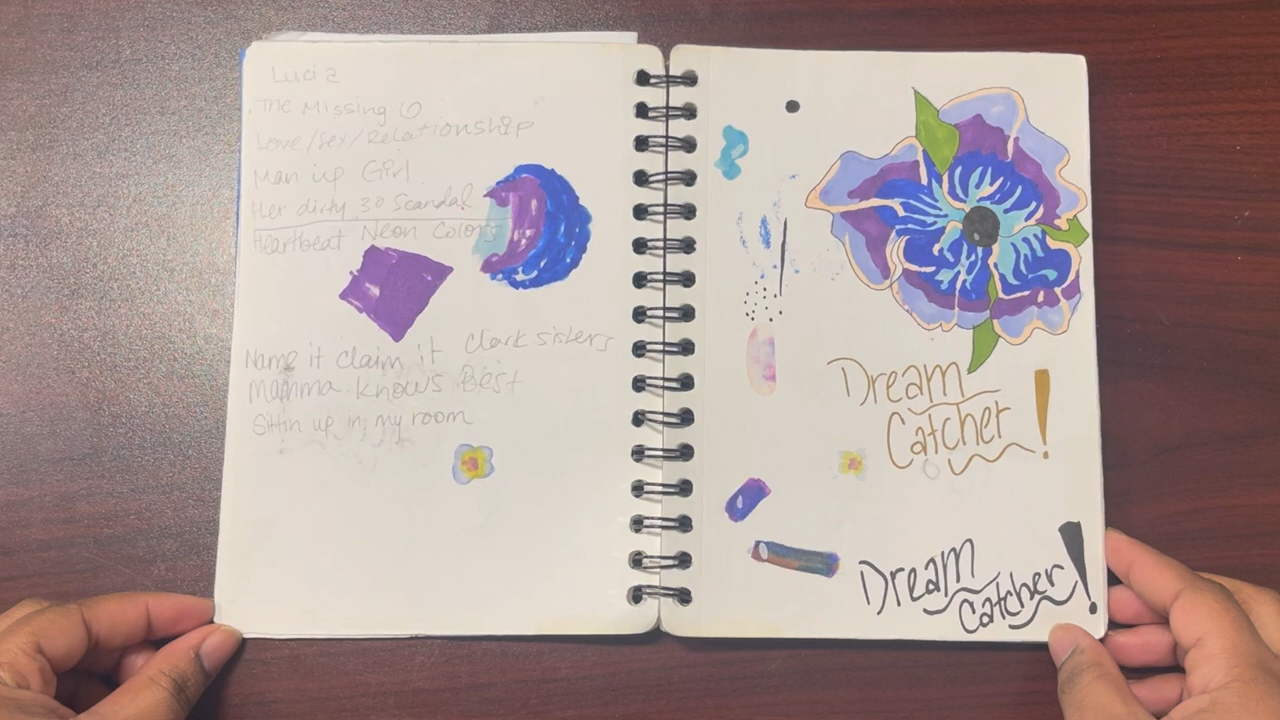 Lucia
The Missing
Love/Sex/Relationship
Man up Girl
Her dirty 30 Scandal
Heartbeat Neon Colors
Name it claim it Clark sisters
Mamma knows Best
Sittin up in my room
Dream
Catcher!
Dream
Catcher!